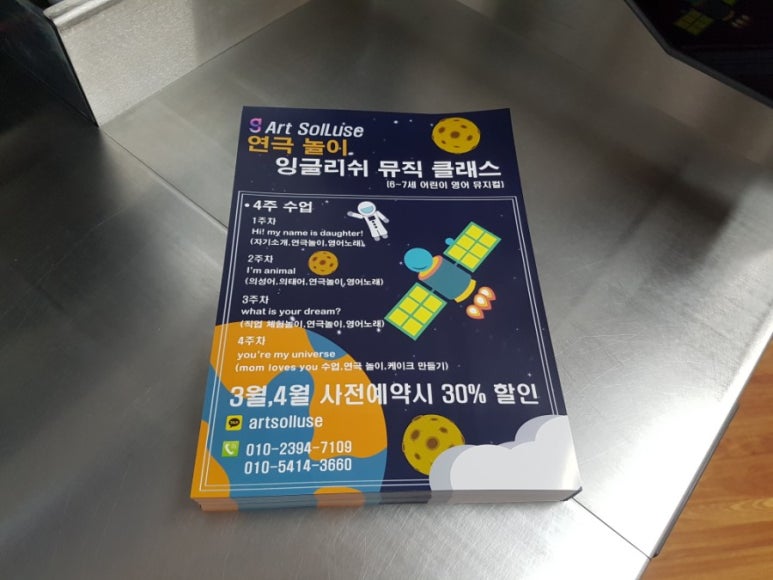 Art SolLuse
연극 놀이
잉글리쉬 뮤직 클래스
(6~7세 어린이 영어 뮤지컬)
• 4주 수업
1주차
Hi! my name is daughter!
(자기소개,연극놀이,영어노래)
2주차
I'm animal
(의성어,의태어,연극놀이,영어노래)
3주차
what is your dream?
(직업 체험놀이,연극놀이,영어노래)
4주차
you're my universe
(mom loves you 수업,연극 놀이,케이크 만들기)
3월,4월 사전예약시 30% 할인
artsolluse
010-2394-7109
010-5414-3660